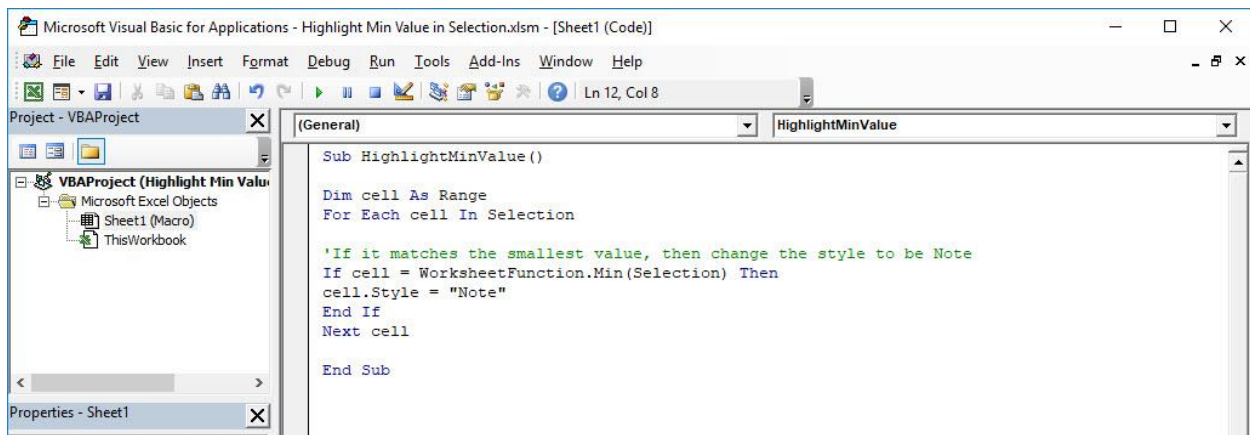 Microsoft Visual Basic for Applications - Highlight Min Value in Selection.xlsm - [Sheet1 (Code)]
File Edit View Insert Format Debug Run Tools Add-Ins Window Help
Ln 12, Col 8
Project - VBAProject
(General)
HighlightMinValue
VBAProject (Highlight Min Valu
Microsoft Excel Objects
Sheet1 (Macro)
ThisWorkbook
Properties - Sheet1
Sub HighlightMinValue()
Dim cell As Range
For Each cell In Selection
'If it matches the smallest value, then change the style to be Note
If cell = WorksheetFunction.Min(Selection) Then
cell.Style = "Note"
End If
Next cell
End Sub